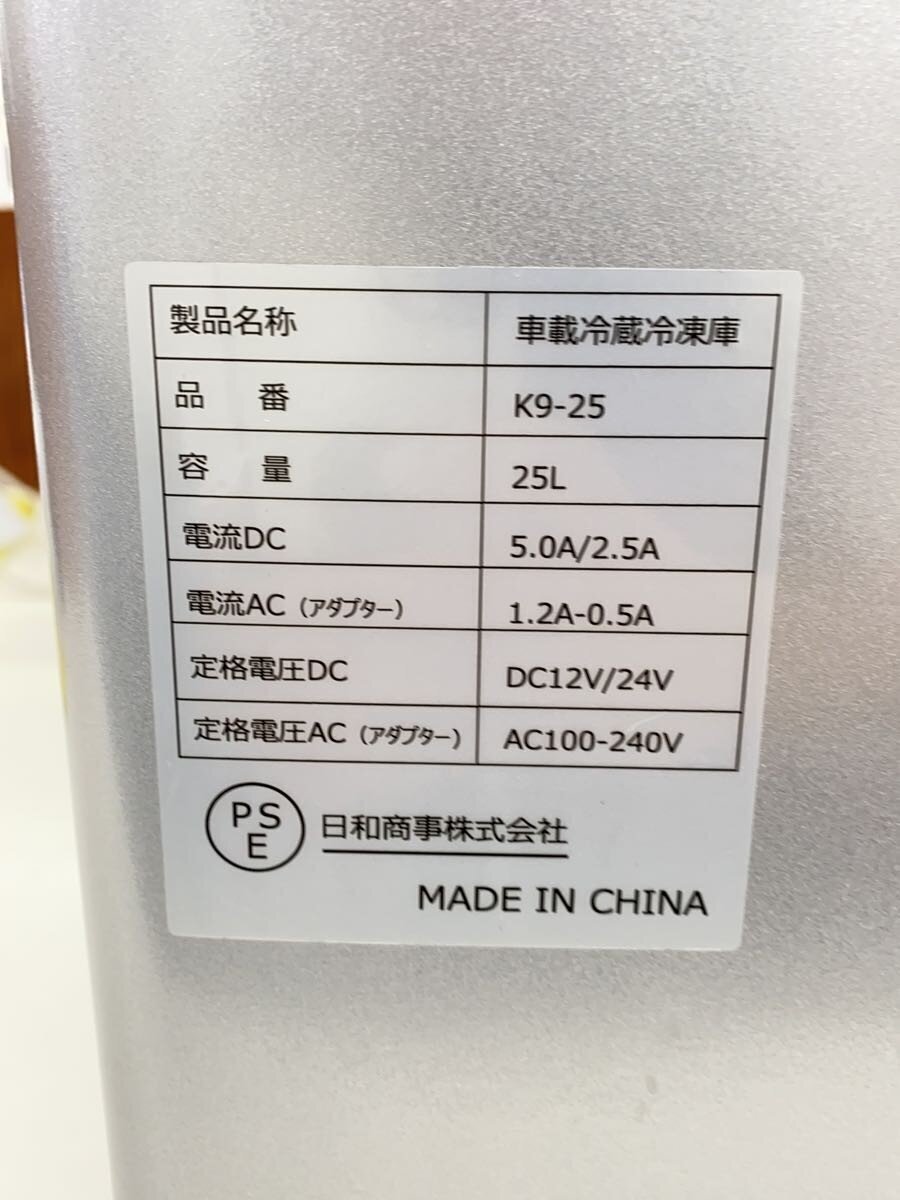 製品名称 車載冷蔵冷凍庫
品 番 K9-25
容 量 25L
電流DC 5.0A/2.5A
電流AC（アダプター） 1.2A-0.5A
定格電圧DC DC12V/24V
定格電圧AC（アダプター） AC100-240V
PSE 日和商事株式会社
MADE IN CHINA